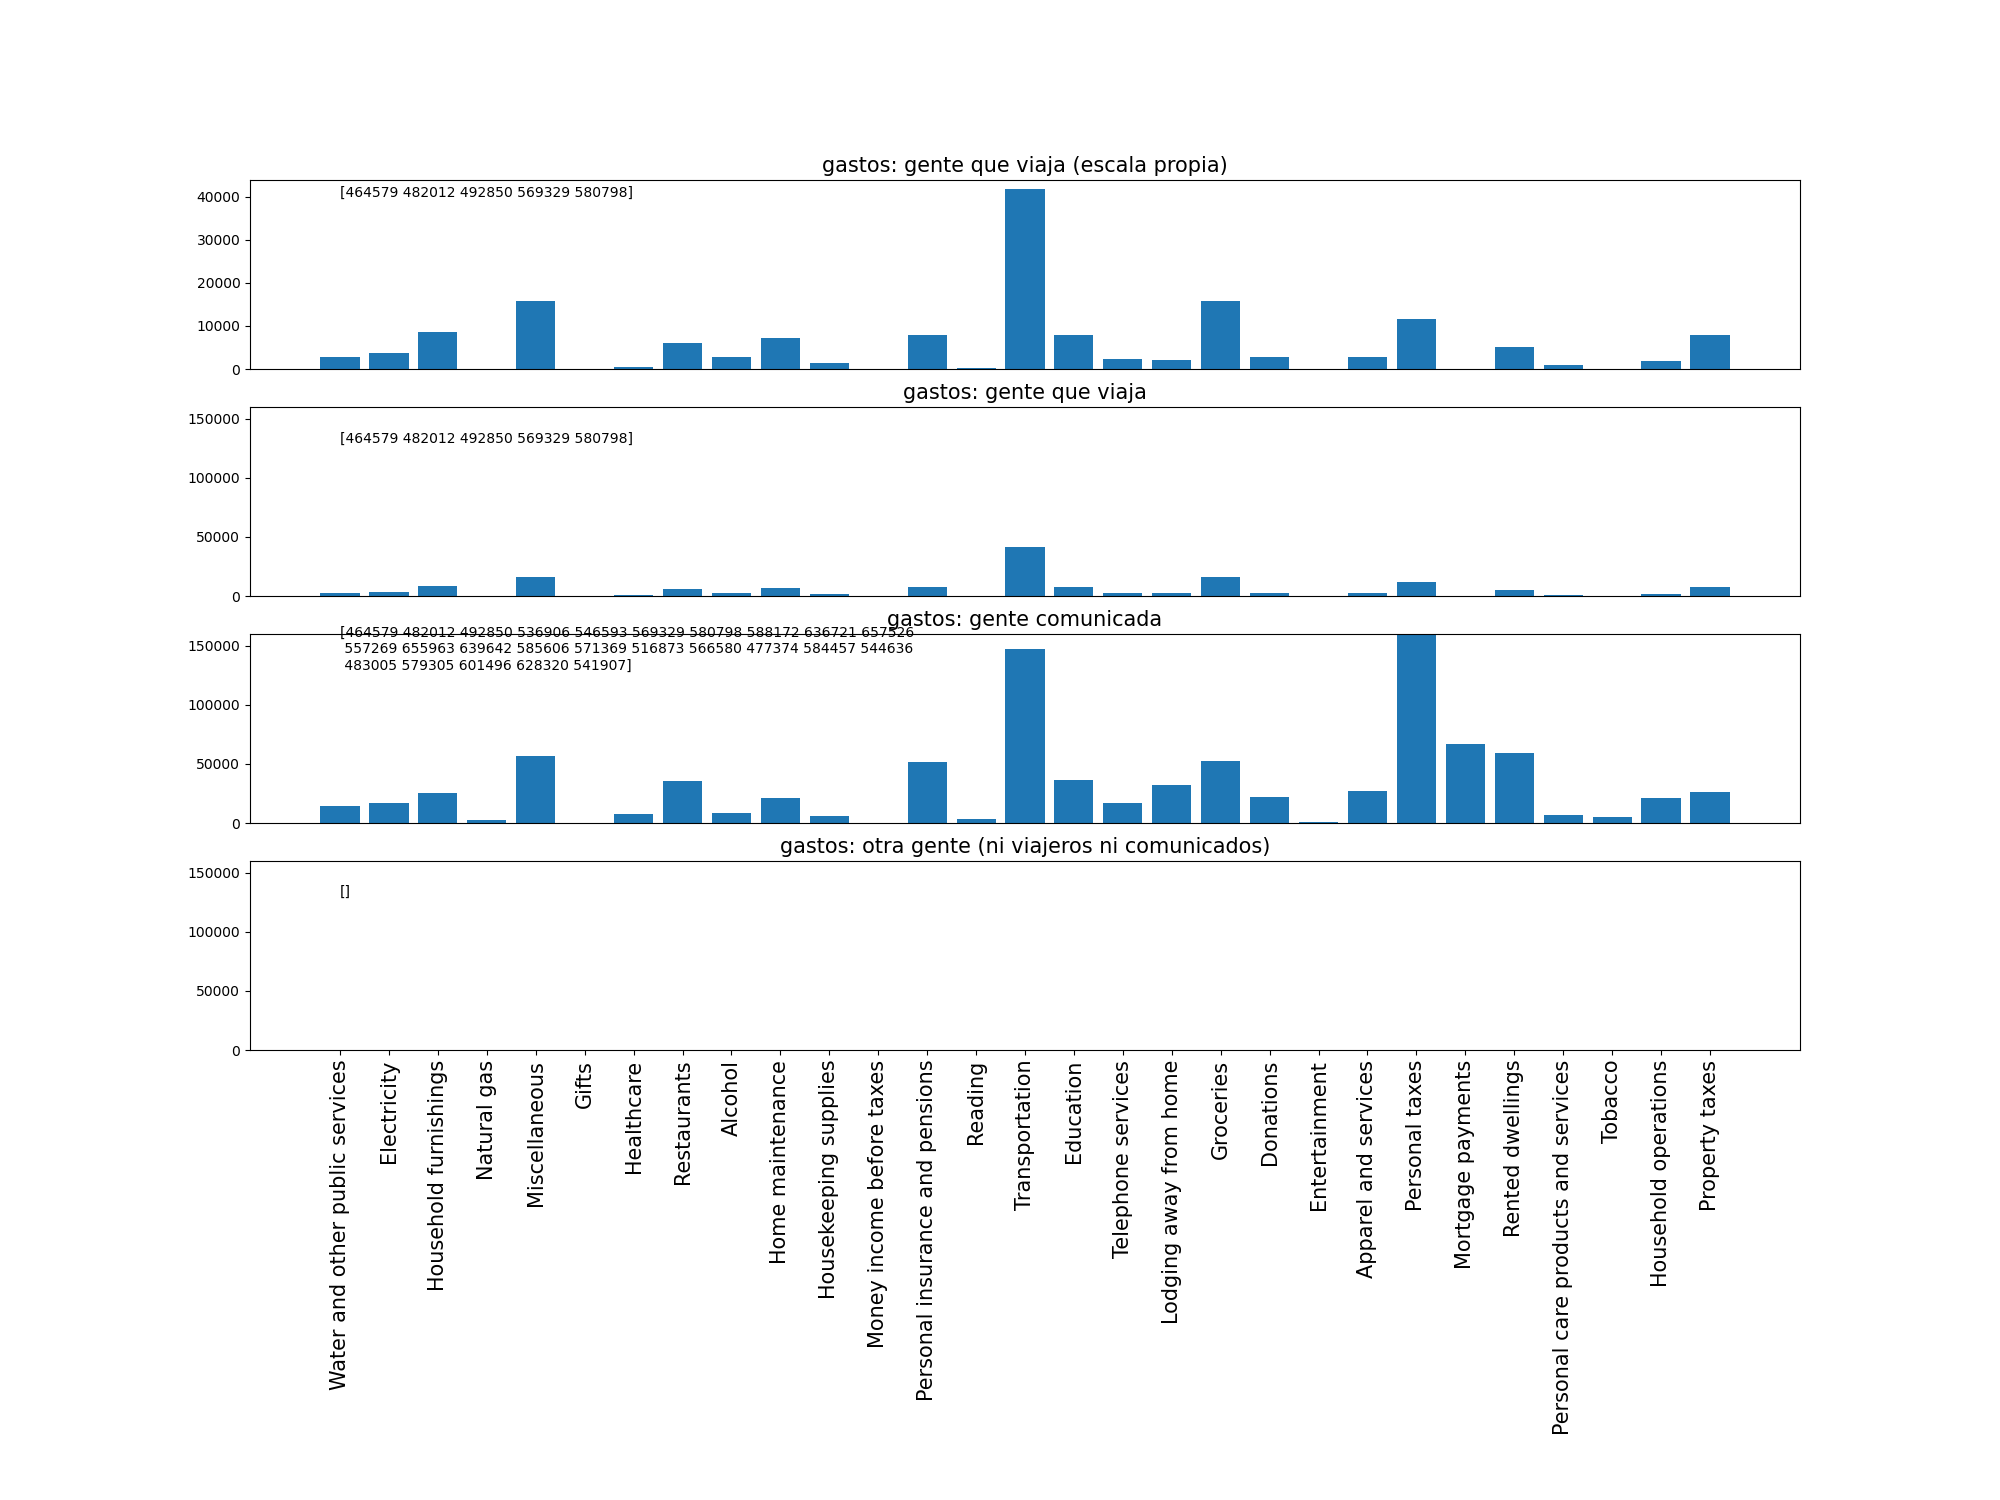 gastos: gente que viaja (escala propia)
[464579 482012 492850 569329 580798]
40000
30000
20000
10000
0
gastos: gente que viaja
150000
[464579 482012 492850 569329 580798]
100000
50000
0
gastos: gente comunicada
[464579 482012 492850 536906 546593 569329 580798 588172 636721 657526
557269 655963 639642 585606 571369 516873 566580 477374 584457 544636
483005 579305 601496 628320 541907]
150000
100000
50000
0
gastos: otra gente (ni viajeros ni comunicados)
150000
[]
100000
50000
0
Water and other public services
Electricity
Household furnishings
Natural gas
Miscellaneous
Gifts
Healthcare
Restaurants
Alcohol
Home maintenance
Housekeeping supplies
Money income before taxes
Personal insurance and pensions
Reading
Transportation
Education
Telephone services
Lodging away from home
Groceries
Donations
Entertainment
Apparel and services
Personal taxes
Mortgage payments
Rented dwellings
Personal care products and services
Tobacco
Household operations
Property taxes